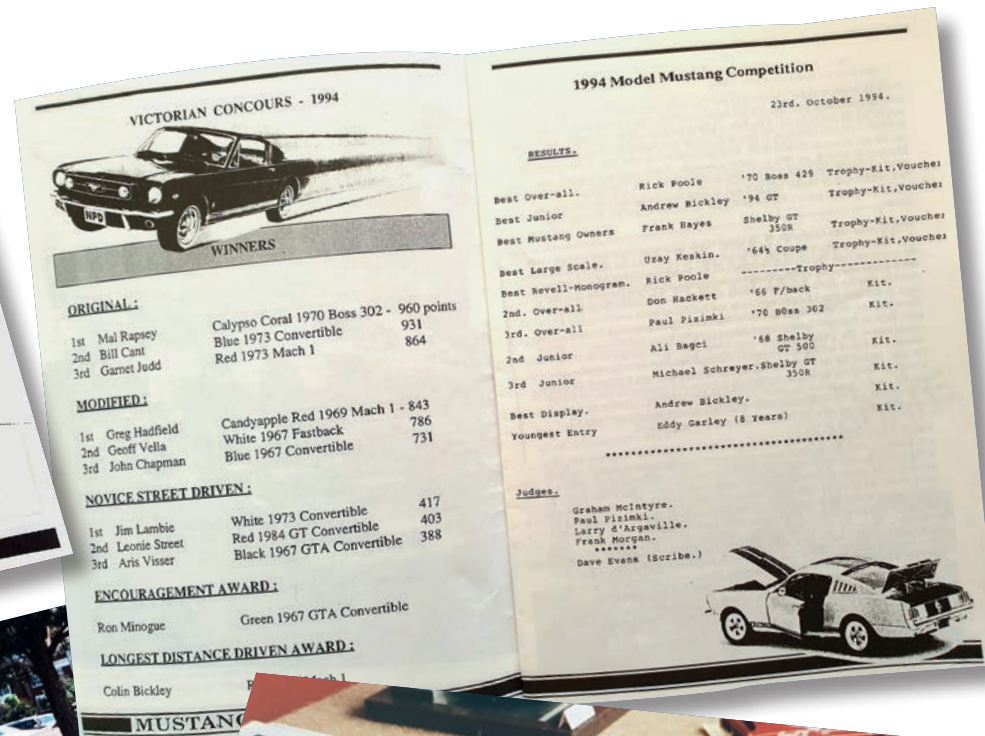 VICTORIAN CONCOURS - 1994
NPD
WINNERS
ORIGINAL :
1st Mal Rapsey Calypso Coral 1970 Boss 302 - 960 points
2nd Bill Cant Blue 1973 Convertible 931
3rd Garnet Judd Red 1973 Mach 1 864
MODIFIED :
1st Greg Hadfield Candyapple Red 1969 Mach 1 - 843
2nd Geoff Vella White 1967 Fastback 786
3rd John Chapman Blue 1967 Convertible 731
NOVICE STREET DRIVEN :
1st Jim Lambie White 1973 Convertible 417
2nd Leonie Street Red 1984 GT Convertible 403
3rd Aris Visser Black 1967 GTA Convertible 388
ENCOURAGEMENT AWARD :
Ron Minogue Green 1967 GTA Convertible
LONGEST DISTANCE DRIVEN AWARD :
Colin Bickley
MUSTANG
1994 Model Mustang Competition
23rd. October 1994.
RESULTS.
Best Over-all. Rick Poole '70 Boss 429 Trophy-Kit,Voucher
Best Junior Andrew Bickley '94 GT Trophy-Kit,Voucher
Best Mustang Owners Frank Hayes Shelby GT Trophy-Kit,Voucher
350R
Best Large Scale. Uzay Keskin. '64½ Coupe Trophy-Kit,Voucher
Best Revell-Monogram. Rick Poole ---------Trophy-------------
2nd. Over-all Don Hackett '66 F/back Kit.
3rd. Over-all Paul Pizimki '70 B0ss 302 Kit.
2nd Junior Ali Bagci '68 Shelby Kit.
GT 500
3rd Junior Michael Schreyer.Shelby GT Kit.
350R
Best Display. Andrew Bickley. Kit.
Youngest Entry Eddy Garley (8 Years) Kit.
Judges.
Graham McIntyre.
Paul Pizimki.
Larry d'Argaville.
Frank Morgan.
*******
Dave Evans (Scribe.)